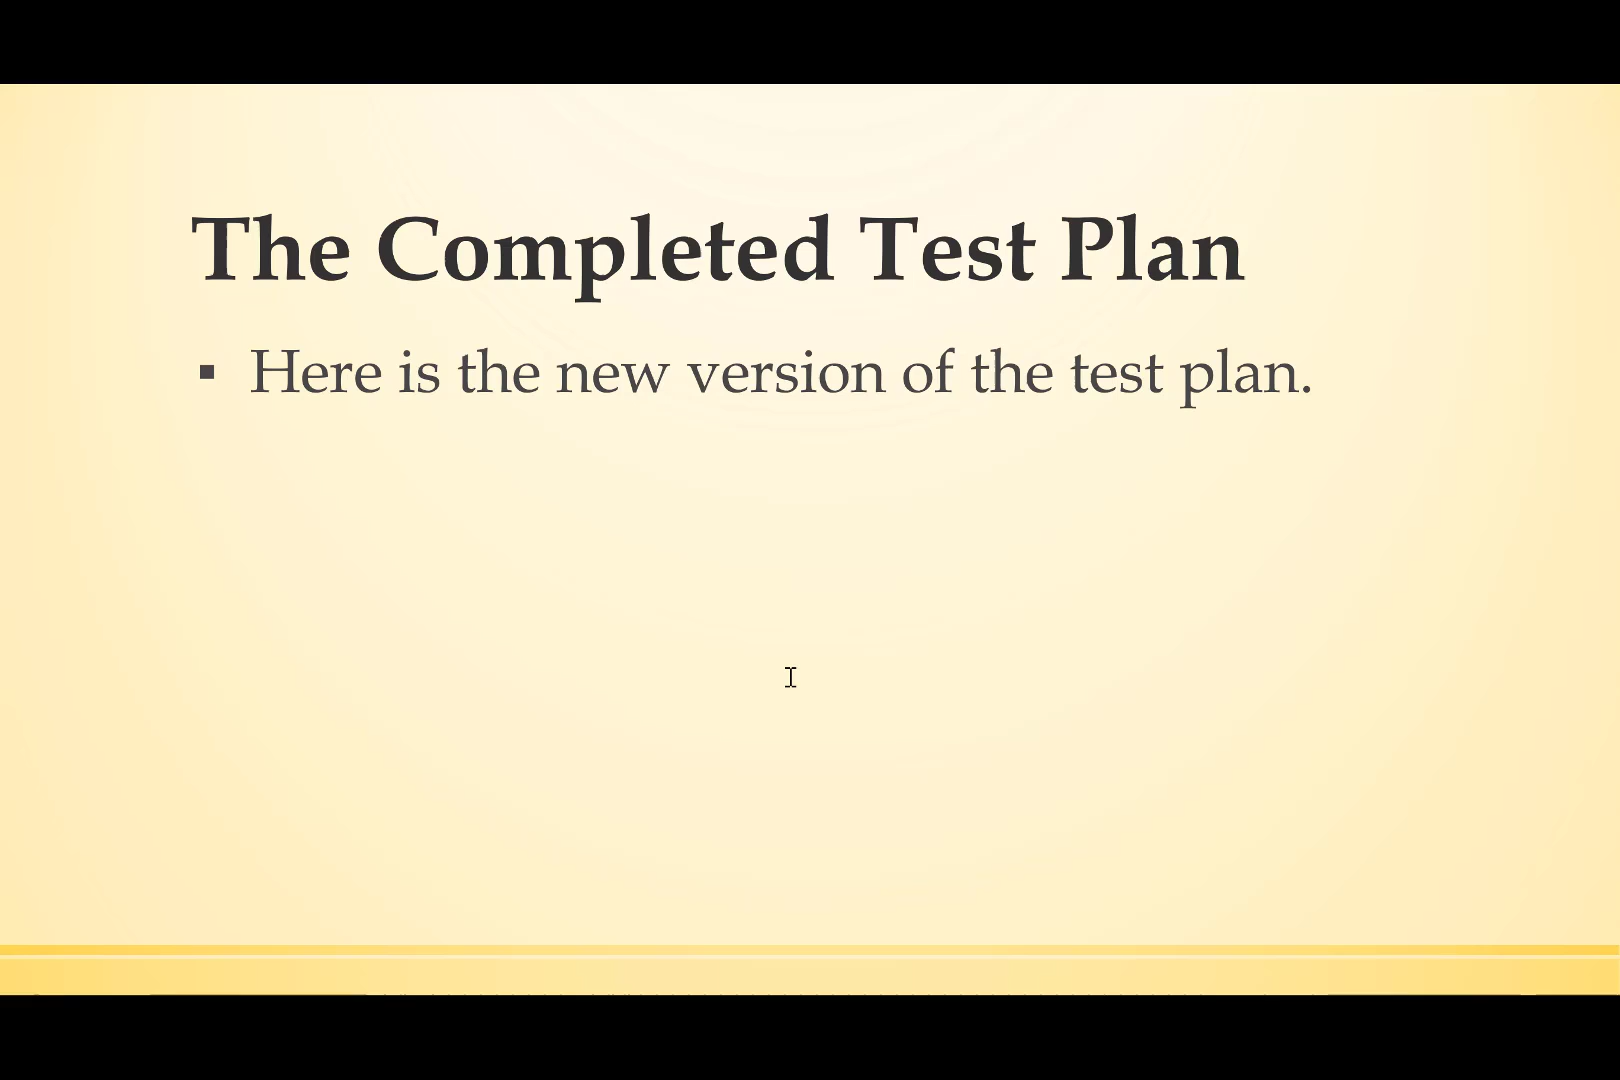 The Completed Test Plan
▪ Here is the new version of the test plan.